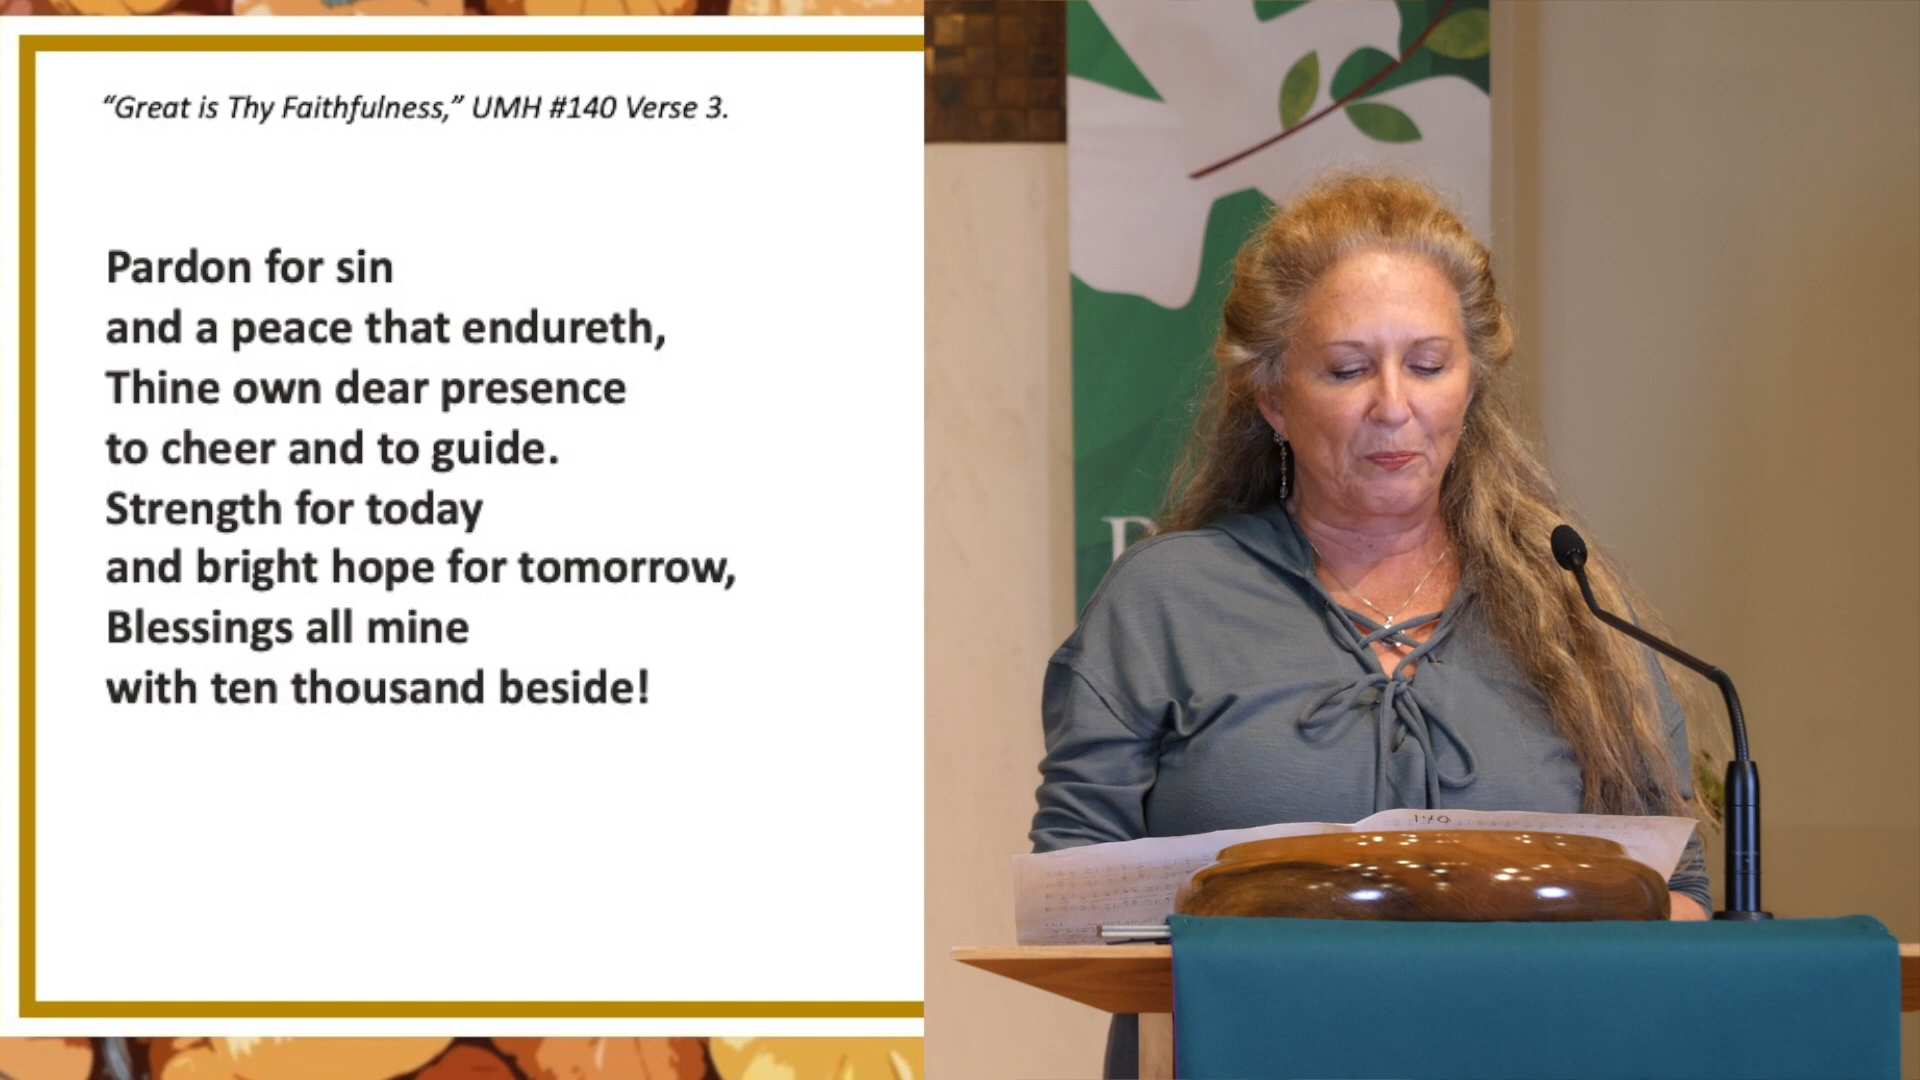 “Great is Thy Faithfulness,” UMH #140 Verse 3.
Pardon for sin
and a peace that endureth,
Thine own dear presence
to cheer and to guide.
Strength for today
and bright hope for tomorrow,
Blessings all mine
with ten thousand beside!
140